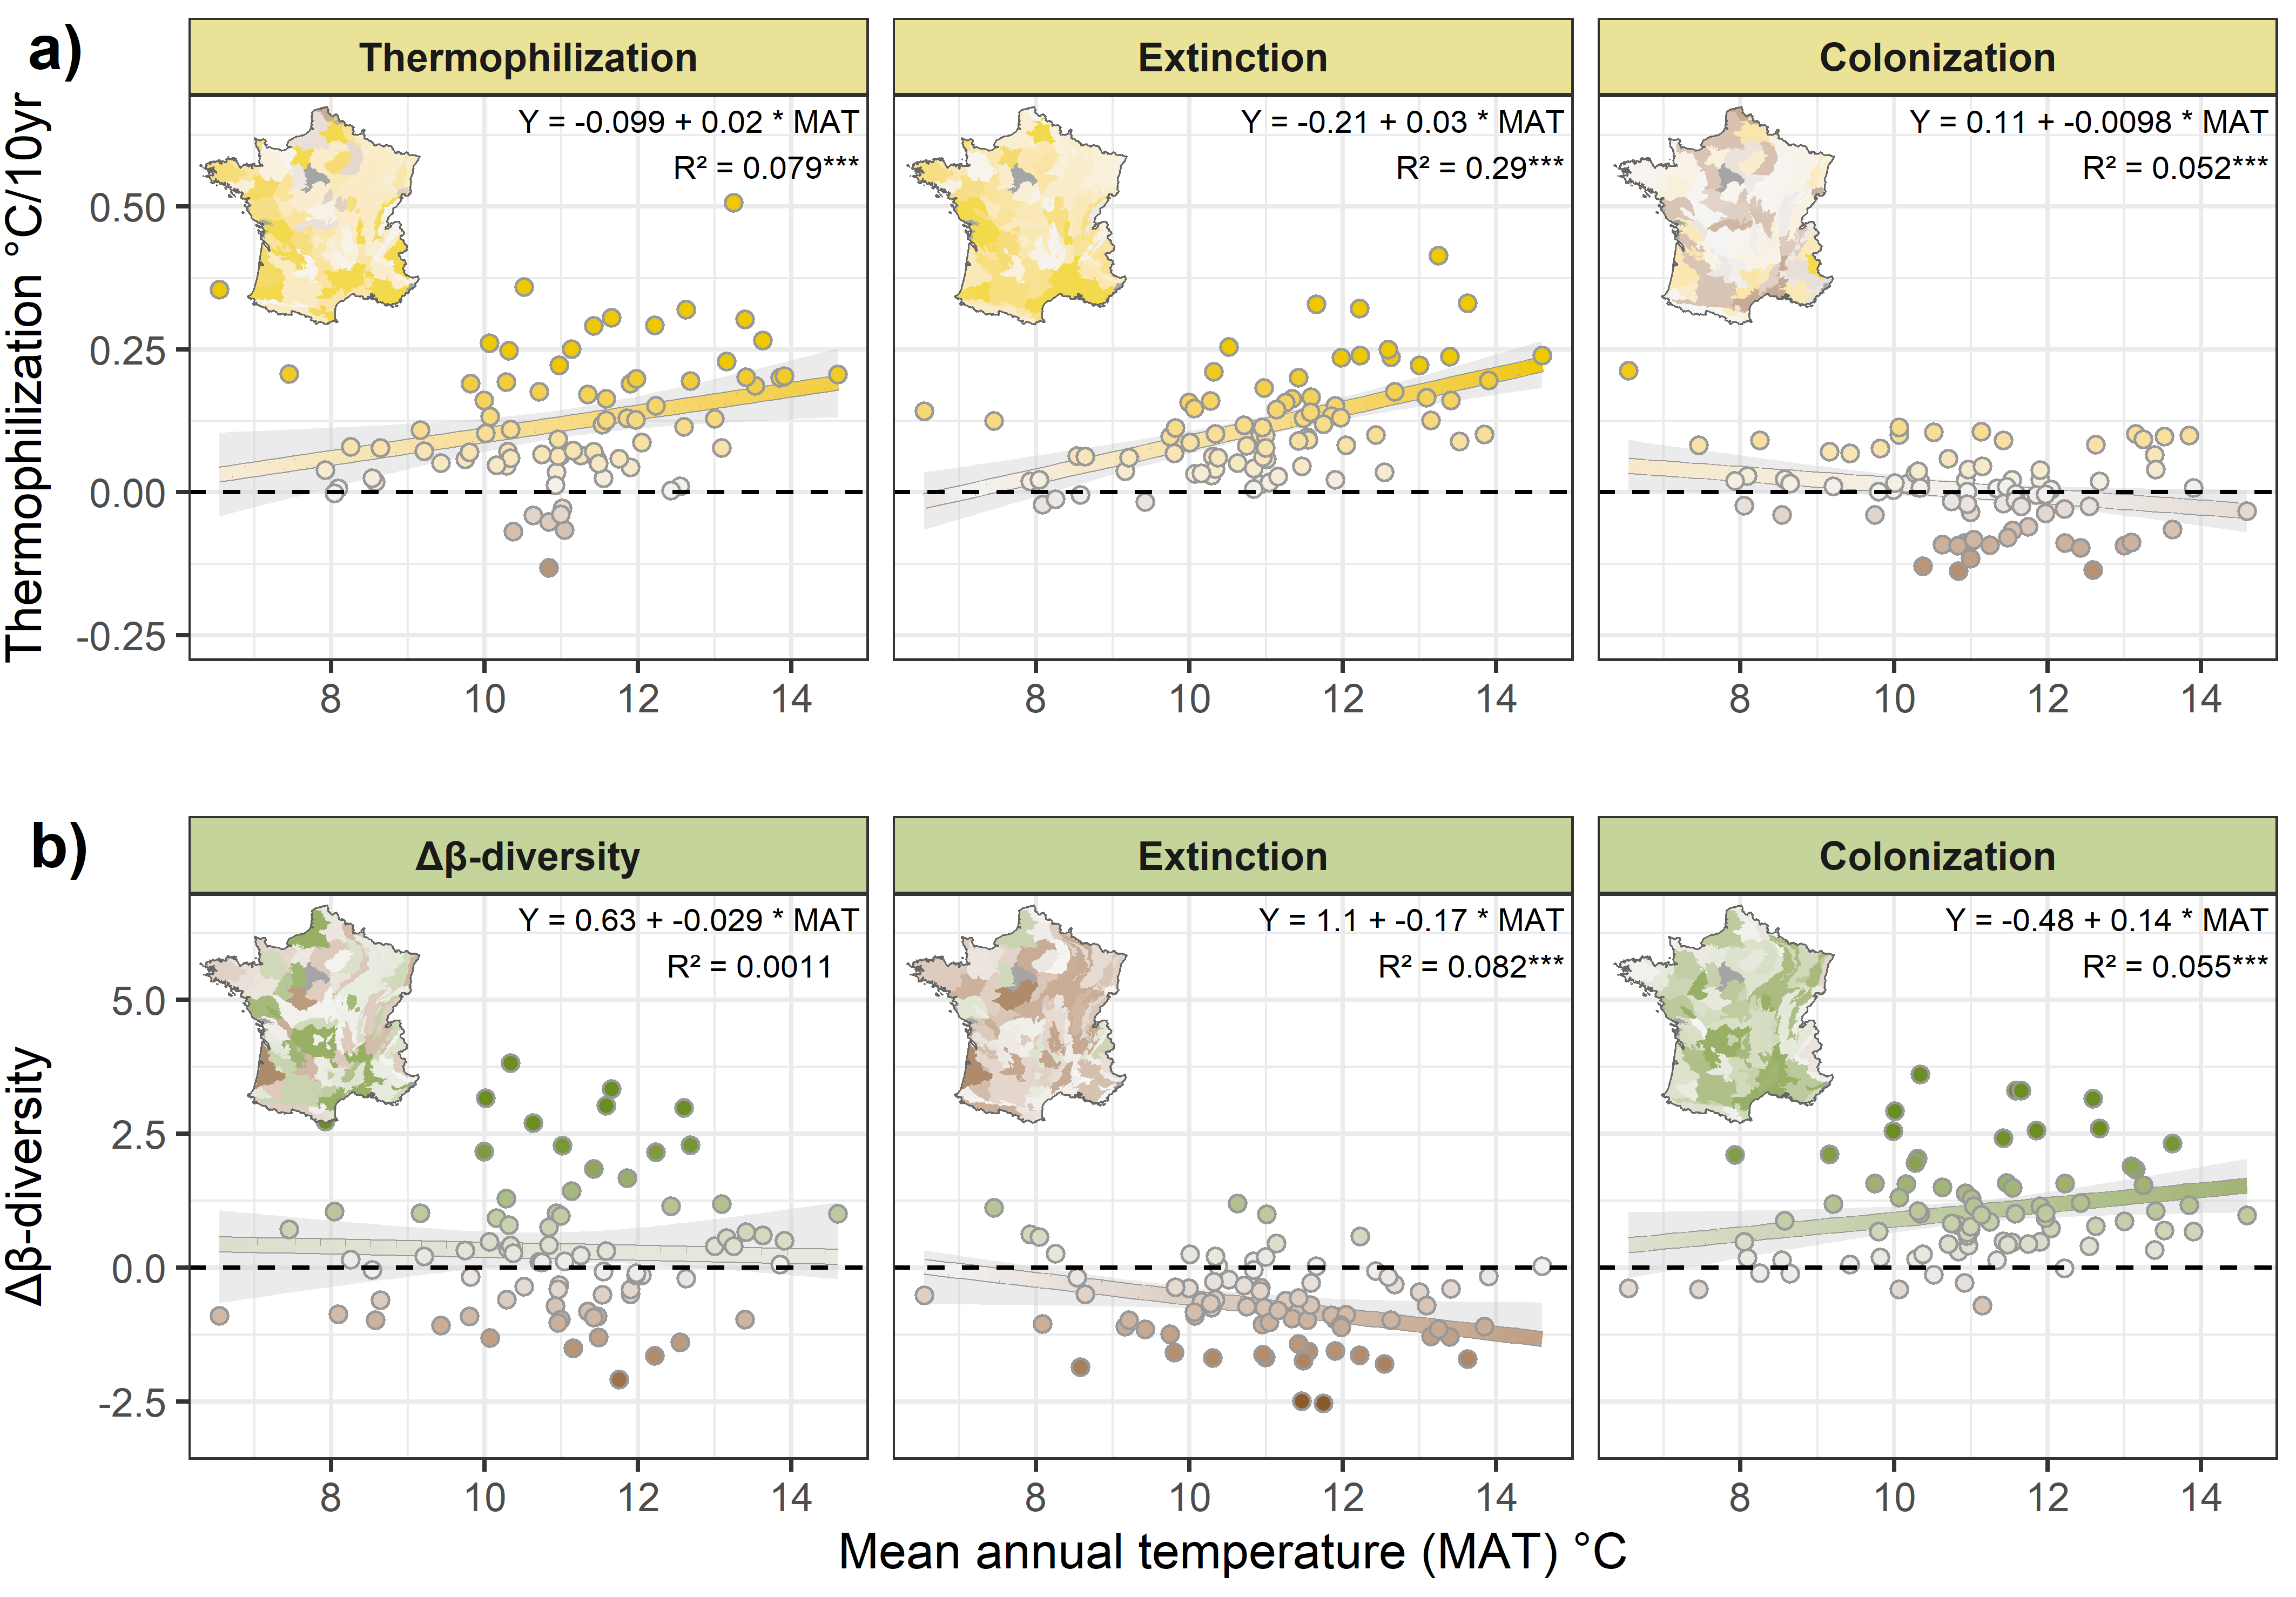 a)
Thermophilization
Extinction
Colonization
Thermophilization °C/10yr
0.50
0.25
0.00
-0.25
Y = -0.099 + 0.02 * MAT
R² = 0.079***
Y = -0.21 + 0.03 * MAT
R² = 0.29***
Y = 0.11 + -0.0098 * MAT
R² = 0.052***
8 10 12 14
8 10 12 14
8 10 12 14
b)
Δβ-diversity
Extinction
Colonization
Δβ-diversity
5.0
2.5
0.0
-2.5
Y = 0.63 + -0.029 * MAT
R² = 0.0011
Y = 1.1 + -0.17 * MAT
R² = 0.082***
Y = -0.48 + 0.14 * MAT
R² = 0.055***
8 10 12 14
8 10 12 14
8 10 12 14
Mean annual temperature (MAT) °C